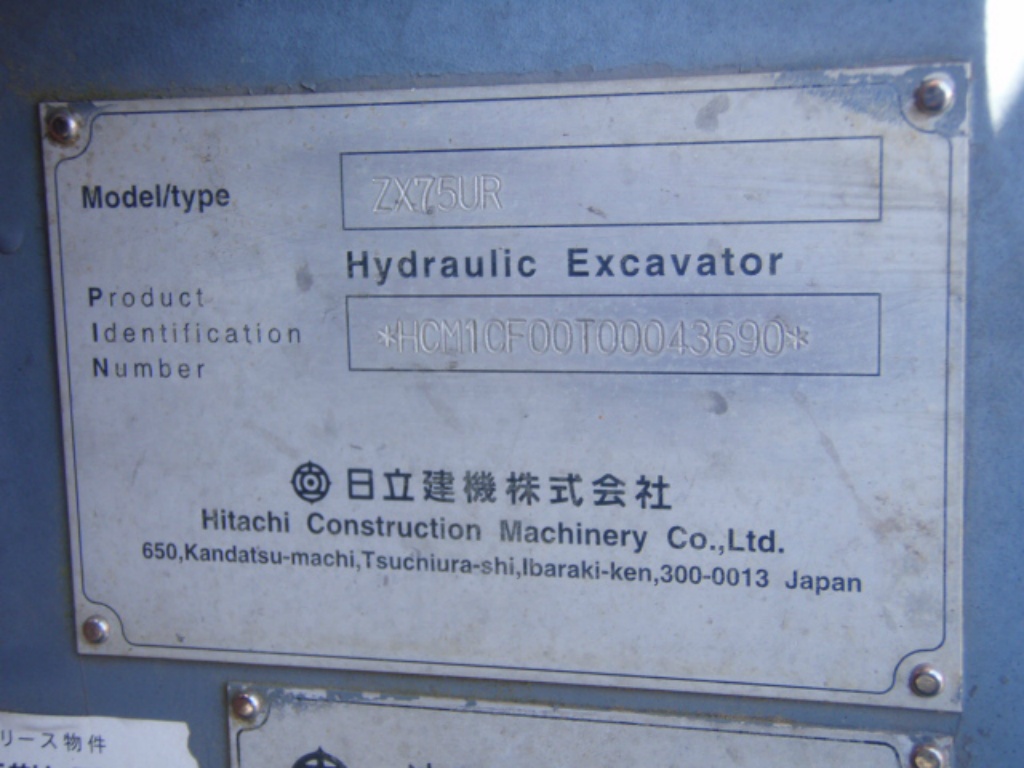 Model/type
ZX75UR
Hydraulic Excavator
Product
Identification
Number
*HCM1CF00T00043690*
日立建機株式会社
Hitachi Construction Machinery Co.,Ltd.
650,Kandatsu-machi,Tsuchiura-shi,Ibaraki-ken,300-0013 Japan
リース物件